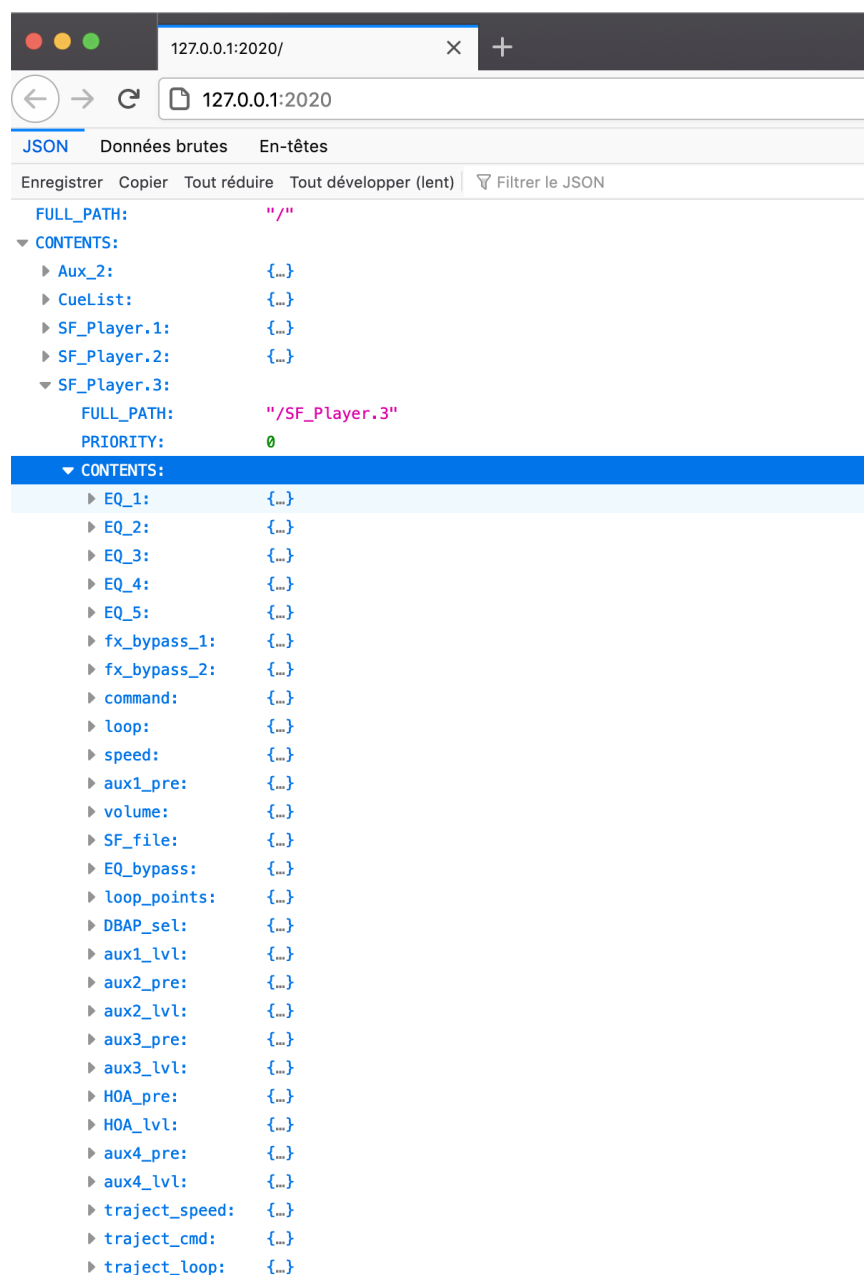 127.0.0.1:2020/
127.0.0.1:2020
JSON Données brutes En-têtes
Enregistrer Copier Tout réduire Tout développer (lent) Filtrer le JSON
FULL_PATH: "/"
CONTENTS:
Aux_2: {…}
CueList: {…}
SF_Player.1: {…}
SF_Player.2: {…}
SF_Player.3:
FULL_PATH: "/SF_Player.3"
PRIORITY: 0
CONTENTS:
EQ_1: {…}
EQ_2: {…}
EQ_3: {…}
EQ_4: {…}
EQ_5: {…}
fx_bypass_1: {…}
fx_bypass_2: {…}
command: {…}
loop: {…}
speed: {…}
aux1_pre: {…}
volume: {…}
SF_file: {…}
EQ_bypass: {…}
loop_points: {…}
DBAP_sel: {…}
aux1_lvl: {…}
aux2_pre: {…}
aux2_lvl: {…}
aux3_pre: {…}
aux3_lvl: {…}
HOA_pre: {…}
HOA_lvl: {…}
aux4_pre: {…}
aux4_lvl: {…}
traject_speed: {…}
traject_cmd: {…}
traject_loop: {…}